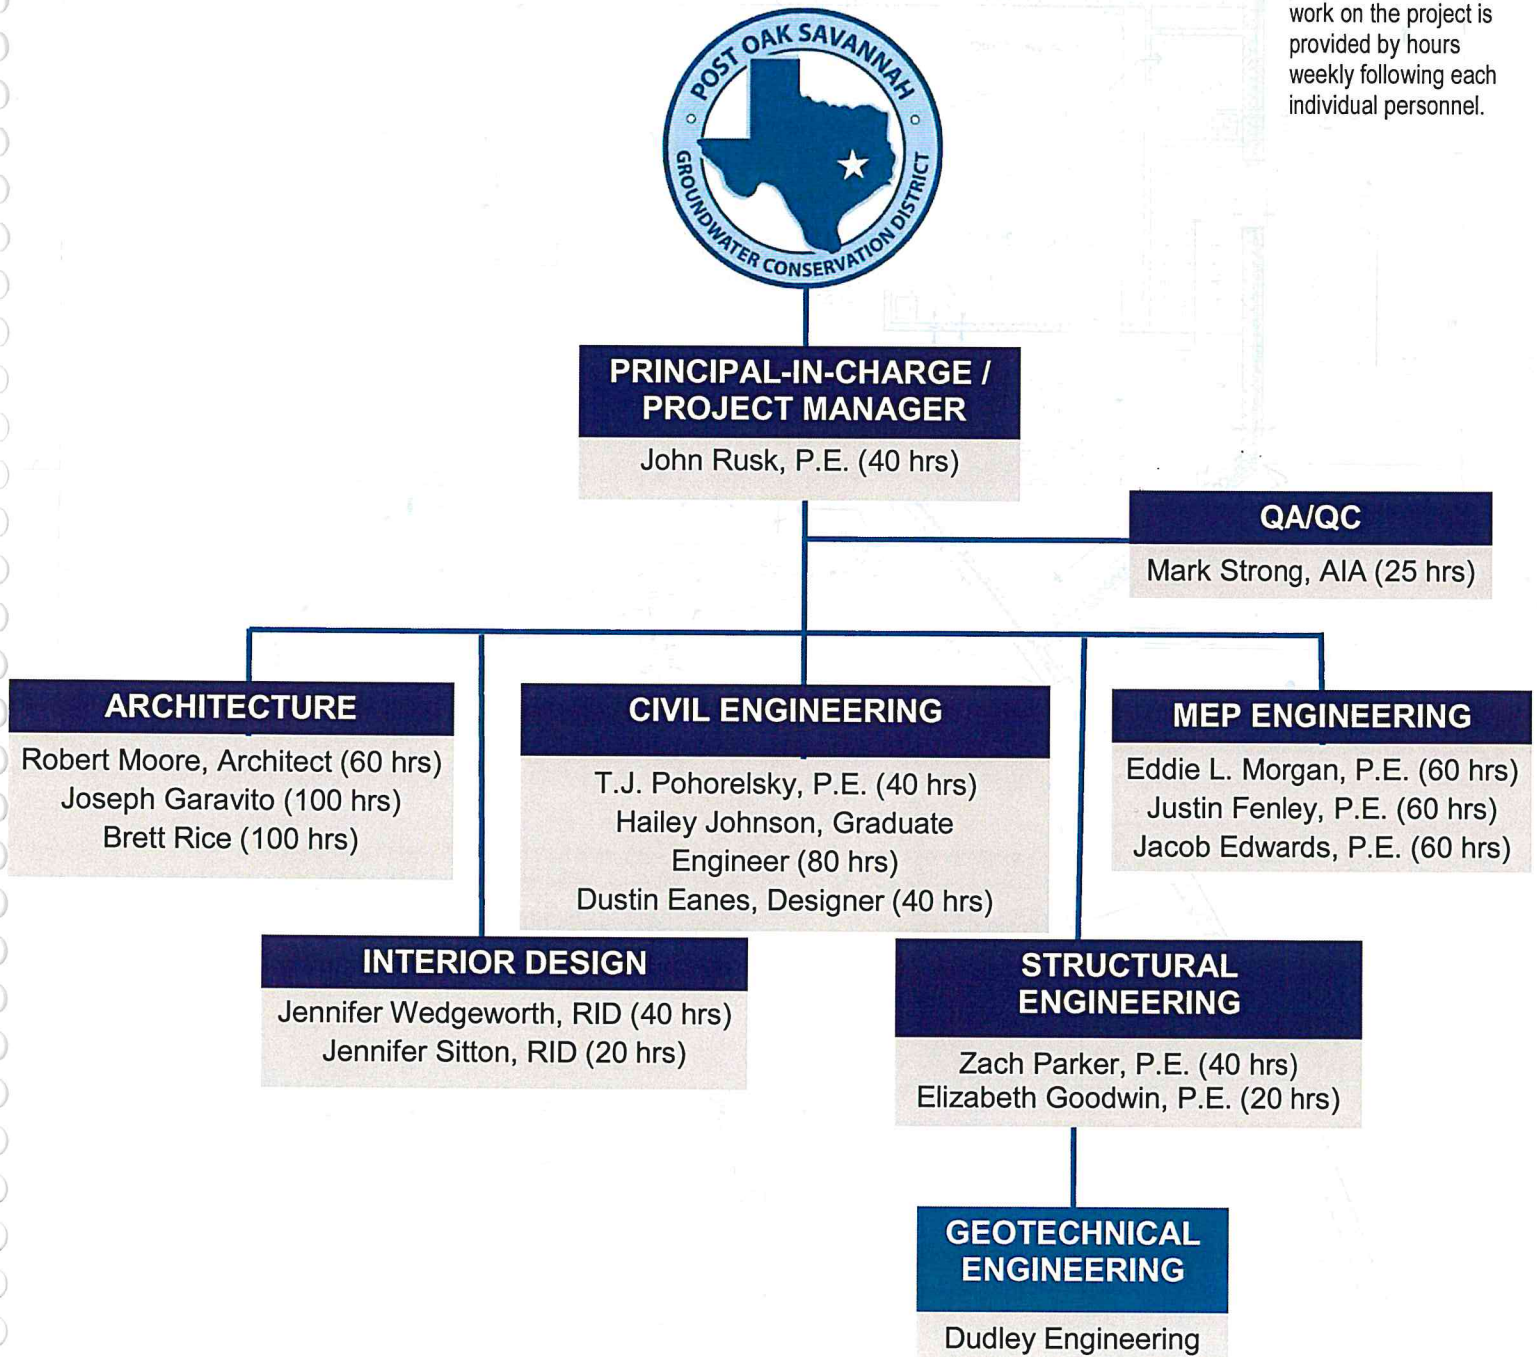 work on the project is
provided by hours
weekly following each
individual personnel.
POST OAK SAVANNAH
GROUNDWATER CONSERVATION DISTRICT
PRINCIPAL-IN-CHARGE /
PROJECT MANAGER
John Rusk, P.E. (40 hrs)
QA/QC
Mark Strong, AIA (25 hrs)
ARCHITECTURE
Robert Moore, Architect (60 hrs)
Joseph Garavito (100 hrs)
Brett Rice (100 hrs)
CIVIL ENGINEERING
T.J. Pohorelsky, P.E. (40 hrs)
Hailey Johnson, Graduate
Engineer (80 hrs)
Dustin Eanes, Designer (40 hrs)
MEP ENGINEERING
Eddie L. Morgan, P.E. (60 hrs)
Justin Fenley, P.E. (60 hrs)
Jacob Edwards, P.E. (60 hrs)
INTERIOR DESIGN
Jennifer Wedgeworth, RID (40 hrs)
Jennifer Sitton, RID (20 hrs)
STRUCTURAL
ENGINEERING
Zach Parker, P.E. (40 hrs)
Elizabeth Goodwin, P.E. (20 hrs)
GEOTECHNICAL
ENGINEERING
Dudley Engineering